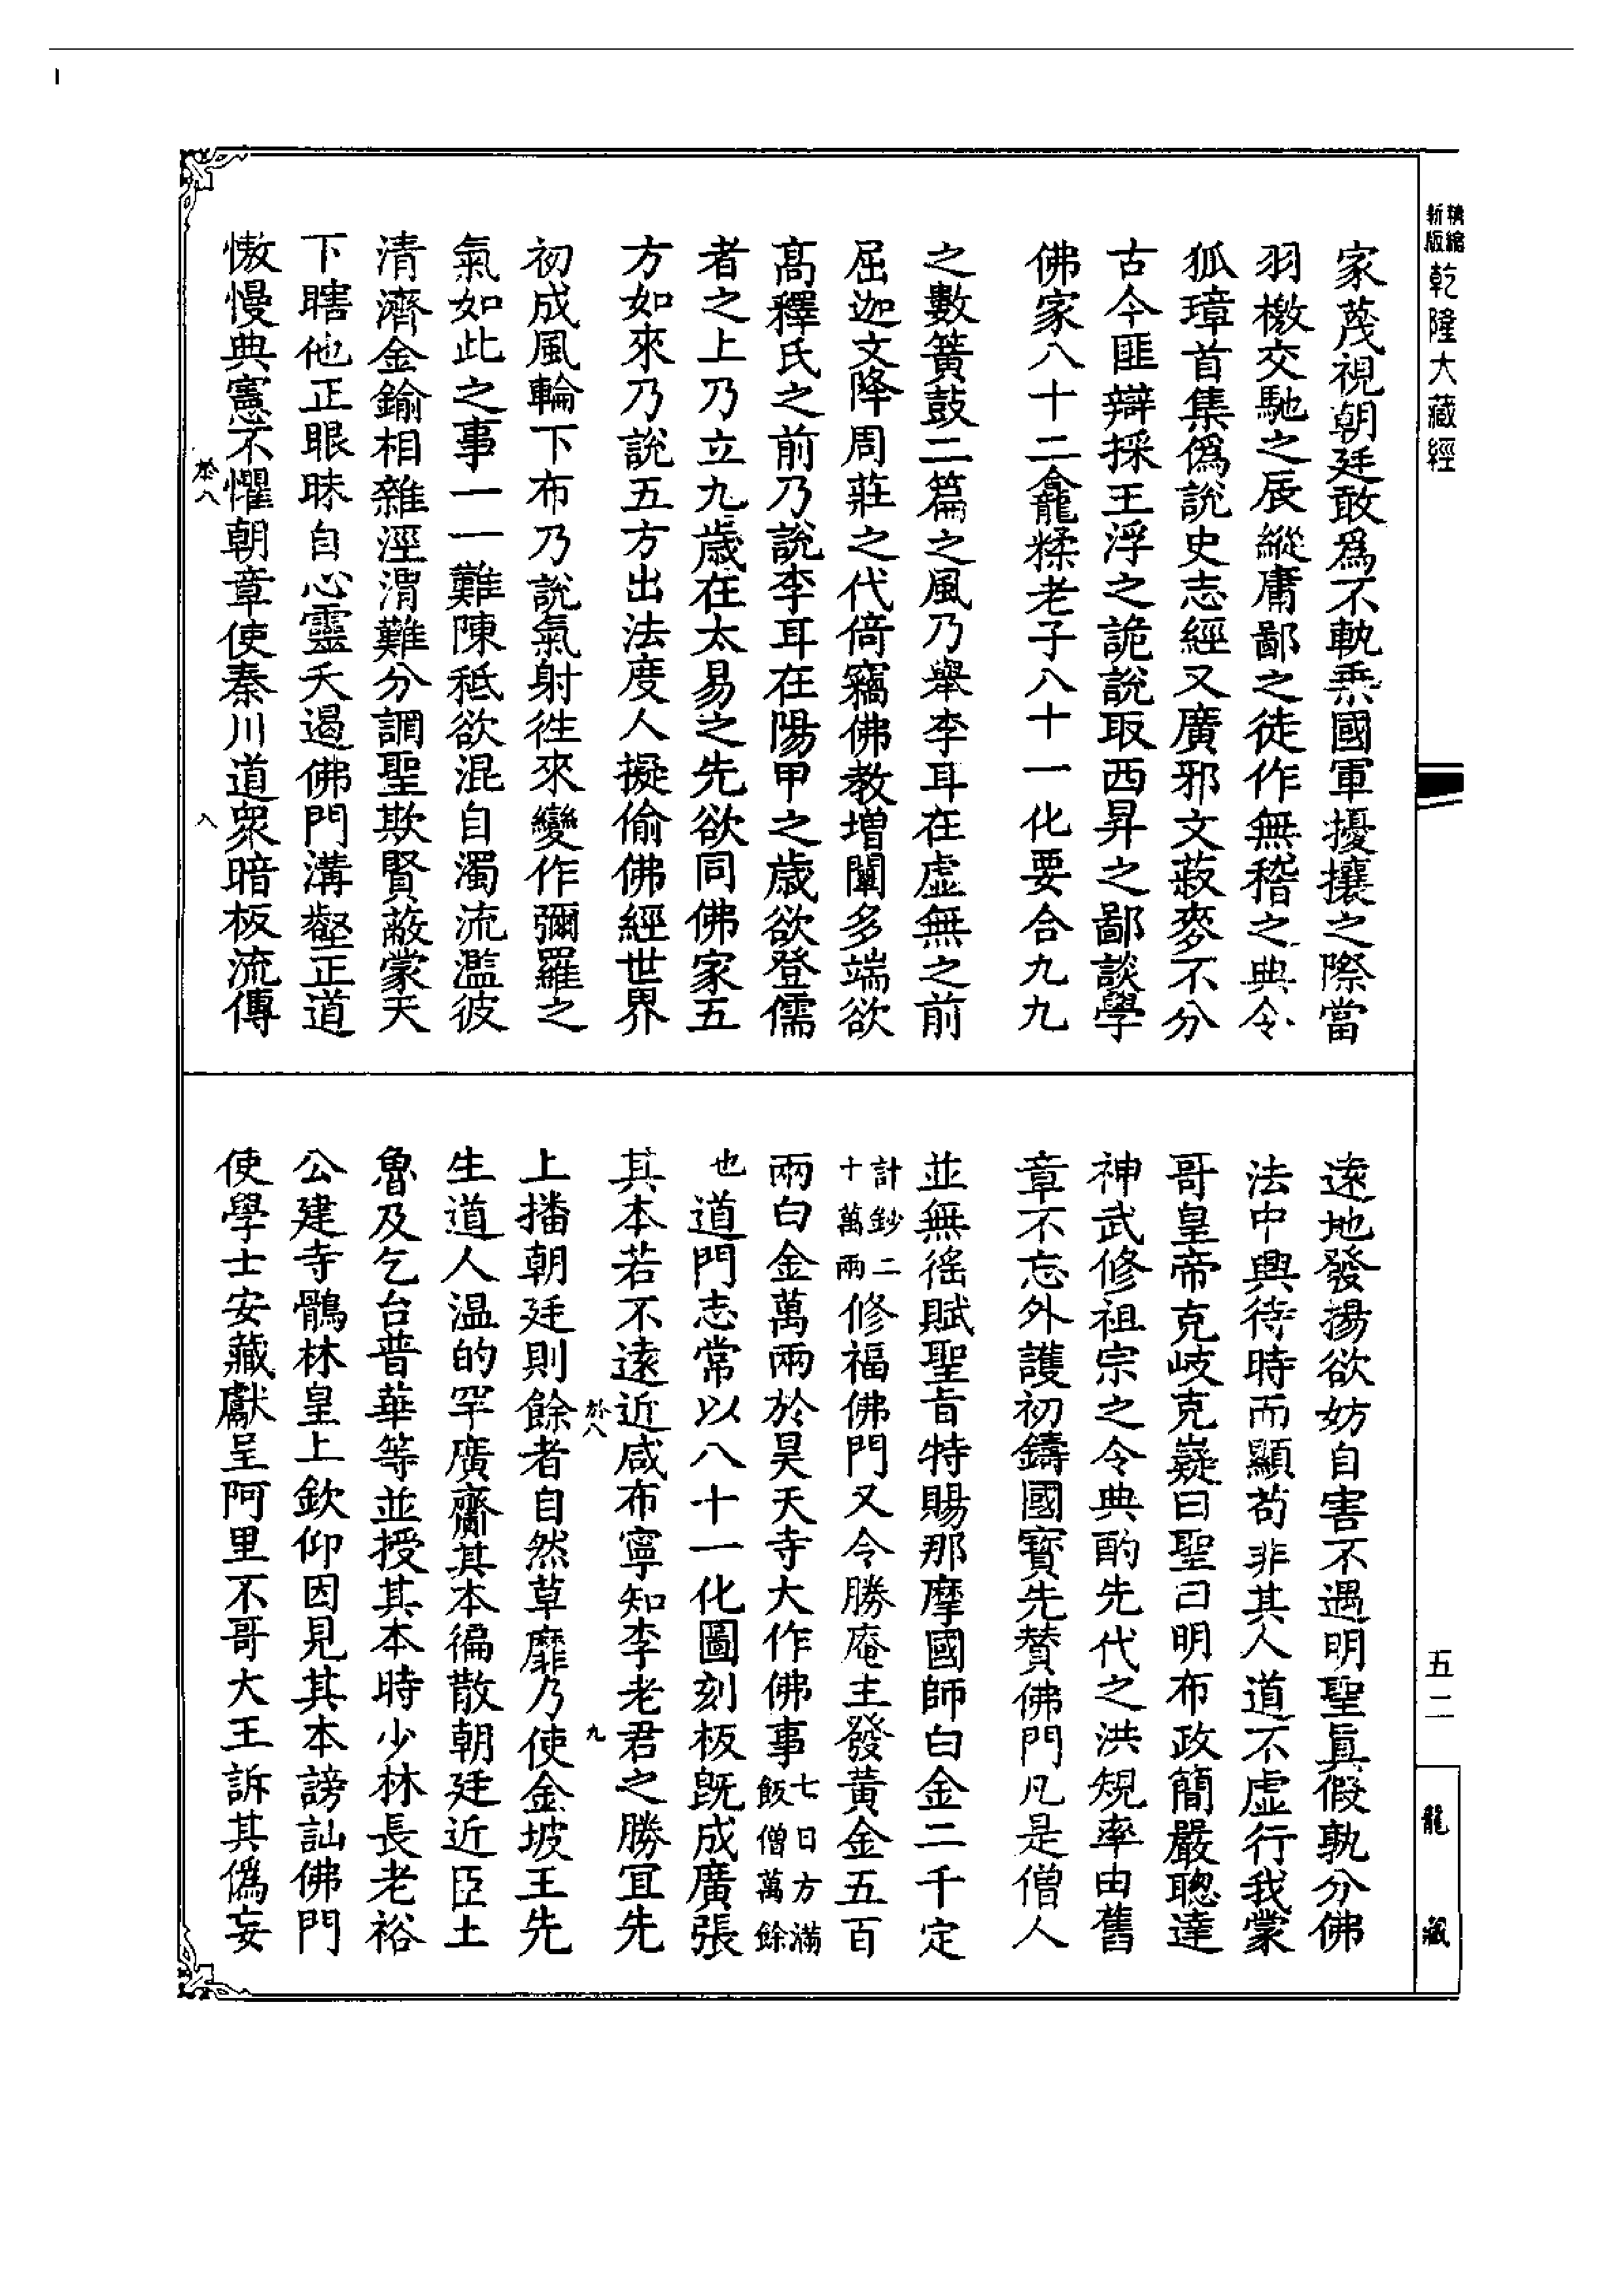 精縮新版乾隆大藏經
家茂視朝廷敢爲不軌乘國軍擾攘之際當
羽檄交馳之辰縱庸鄙之徒作無稽之典令
狐璋首集僞說史志經又廣邪文菽麥不分
古今匪辯採王浮之詭說取西昇之鄙談學
佛家八十二龕糅老子八十一化要合九九
之數簧鼓二篇之風乃舉李耳在虛無之前
屈迦文降周莊之代倚竊佛教增闡多端欲
髙釋氏之前乃說李耳在陽甲之歲欲登儒
者之上乃立九歲在太易之先欲同佛家五
方如來乃說五方出法度人擬偷佛經世界
初成風輪下布乃說氣射徃來變作彌羅之
氣如此之事一一難陳秪欲混自濁流濫彼
清濟金鍮相雜涇渭難分調聖欺賢蔽蒙天
下瞎他正眼昧自心靈夭遏佛門溝壑正道
慠慢典憲不懼朝章使秦川道衆暗板流傳
八
八
遠地發揚欲妨自害不遇明聖眞假孰分佛
法中興待時而顯苟非其人道不虛行我蒙
哥皇帝克岐克嶷曰聖曰明布政簡嚴聰達
神武修祖宗之令典酌先代之洪規率由舊
章不忘外護初鑄國寳先賛佛門凡是僧人
並無徭賦聖旨特賜那摩國師白金二千定
計鈔二十萬兩修福佛門又令勝庵主發黃金五百
兩白金萬兩於昊天寺大作佛事七日方滿飯僧萬餘
也道門志常以八十一化圖刻板旣成廣張
其本若不遠近咸布寧知李老君之勝宜先
八
九
上播朝廷則餘者自然草靡乃使金坡王先
生道人温的罕廣齎其本徧散朝廷近臣土
魯及乞台普華等並授其本時少林長老裕
公建寺鶻林皇上欽仰因見其本謗訕佛門
使學士安藏獻呈阿里不哥大王訴其僞妄
五二
龍藏